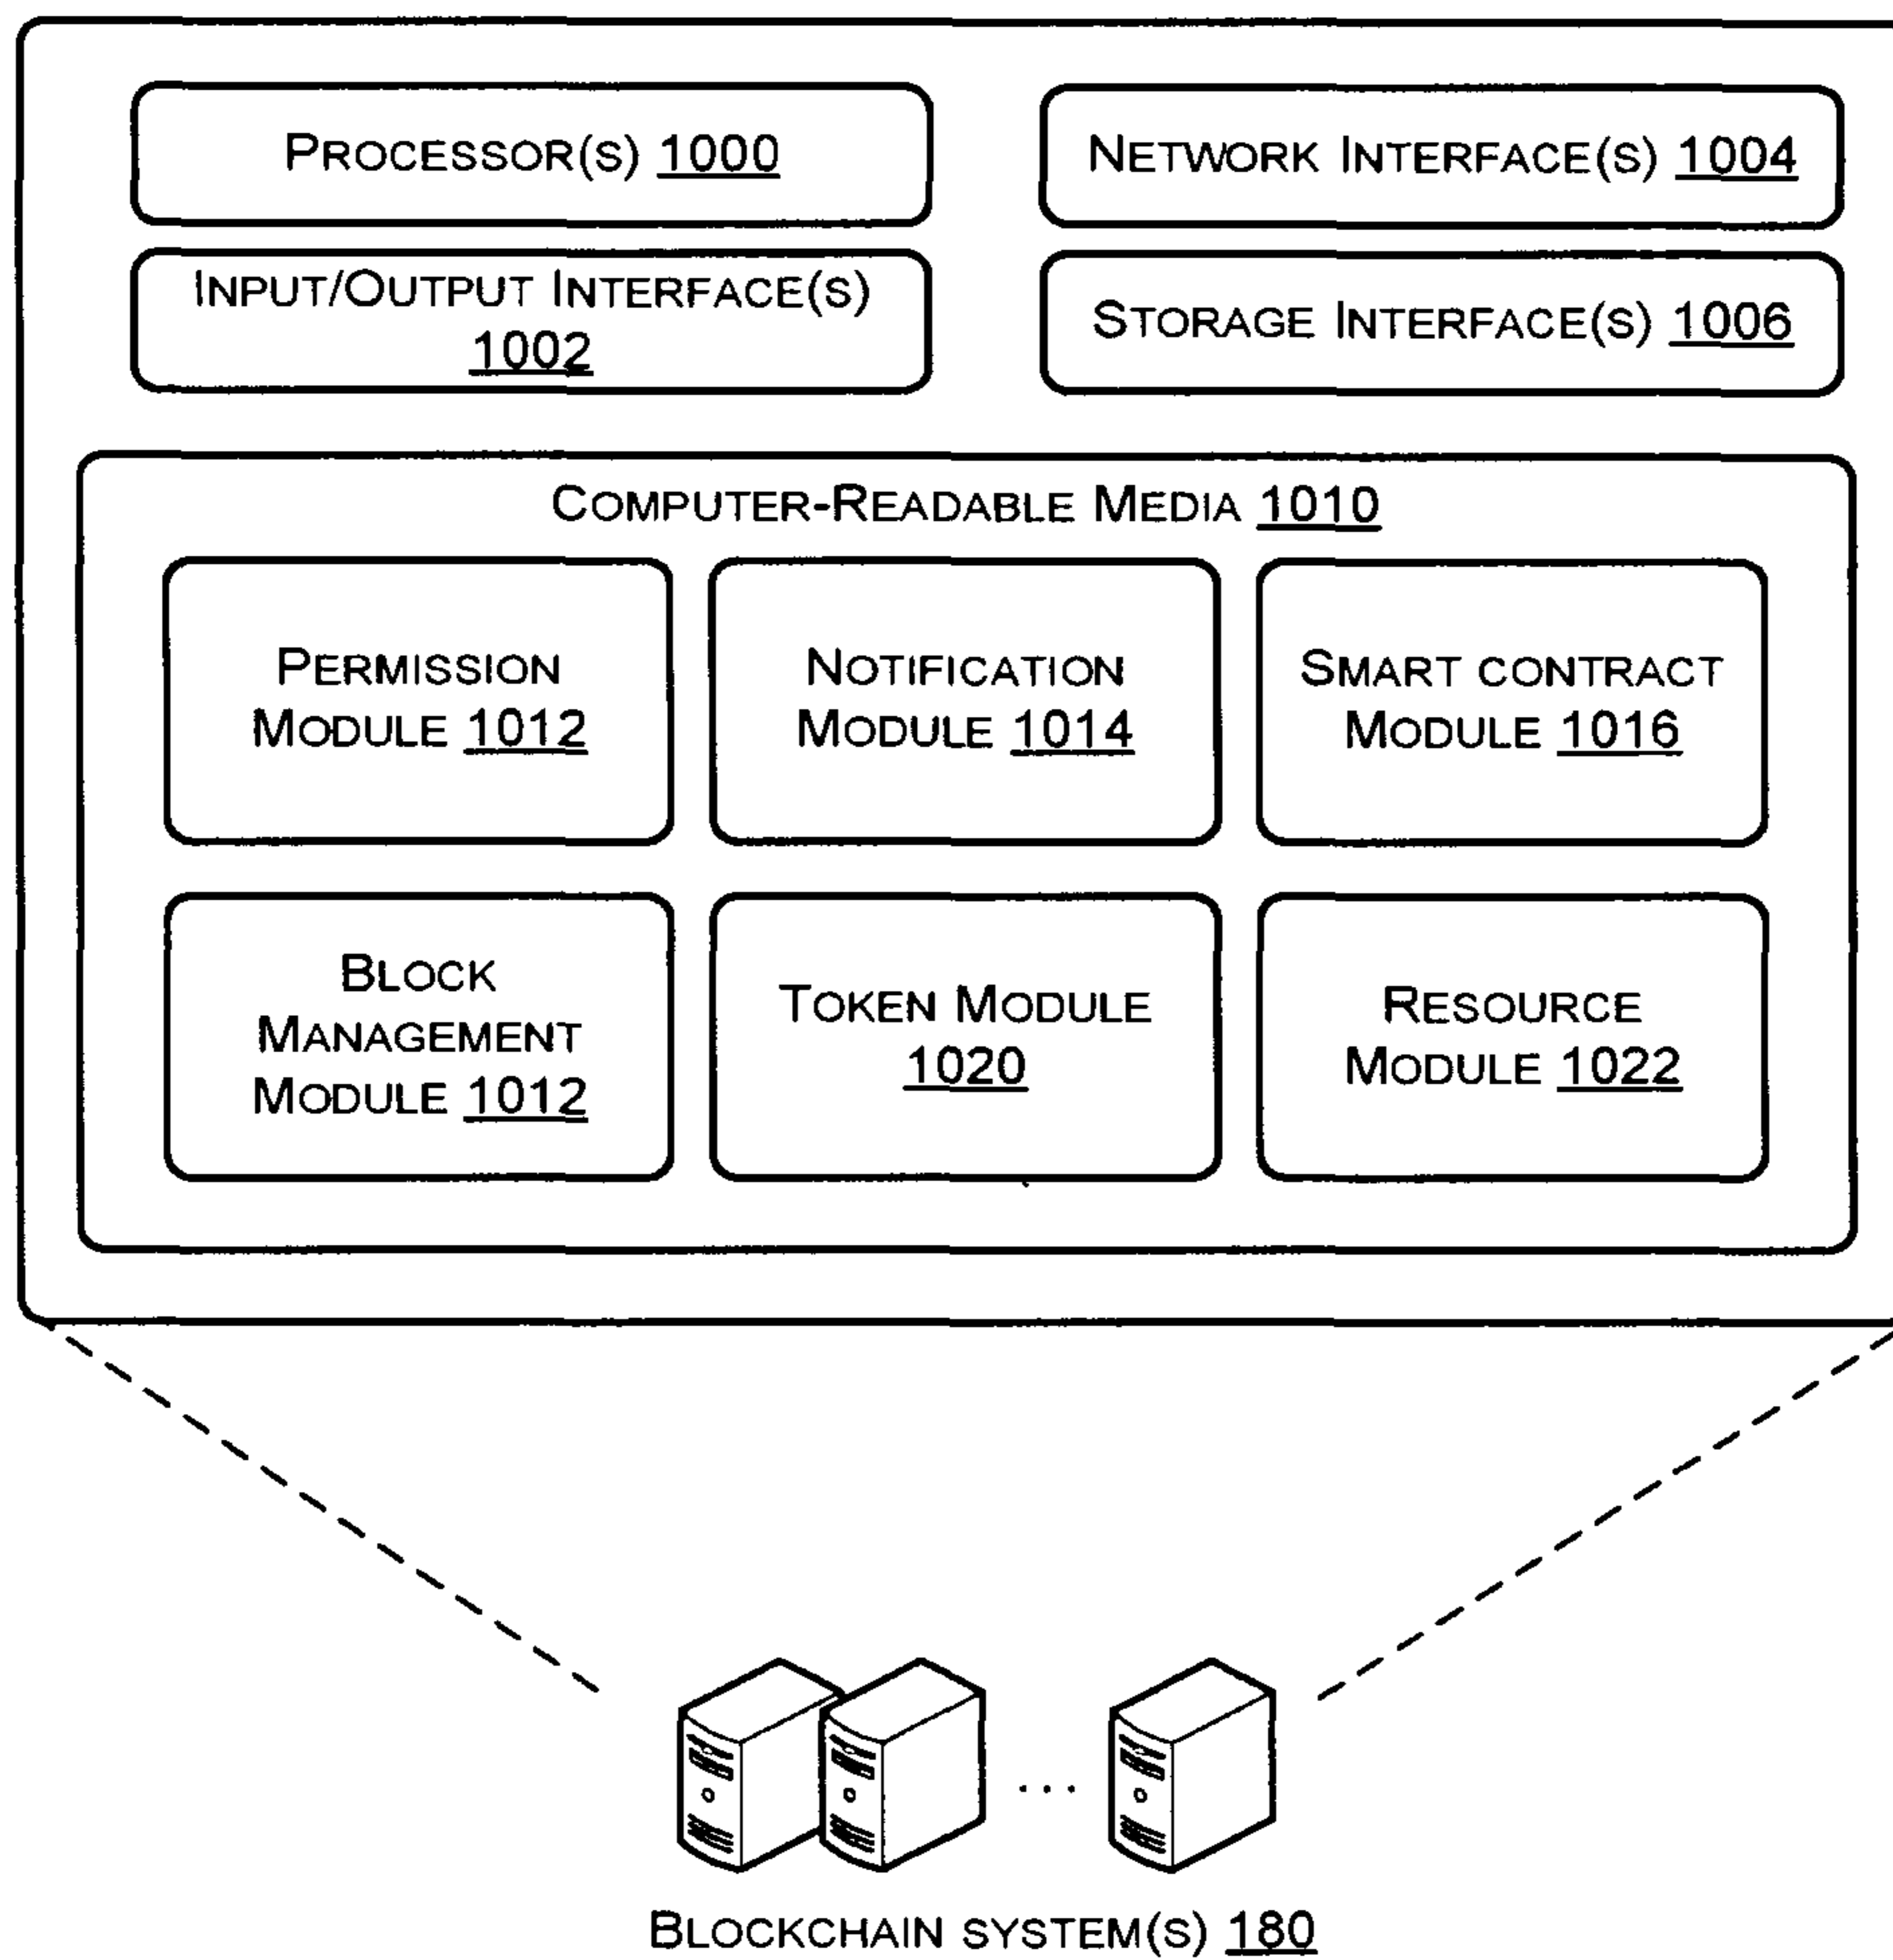 PROCESSOR(S) 1000
NETWORK INTERFACE(S) 1004
INPUT/OUTPUT INTERFACE(S)
1002
STORAGE INTERFACE(S) 1006
COMPUTER-READABLE MEDIA 1010
PERMISSION
MODULE 1012
NOTIFICATION
MODULE 1014
SMART CONTRACT
MODULE 1016
BLOCK
MANAGEMENT
MODULE 1012
TOKEN MODULE
1020
RESOURCE
MODULE 1022
...
BLOCKCHAIN SYSTEM(S) 180